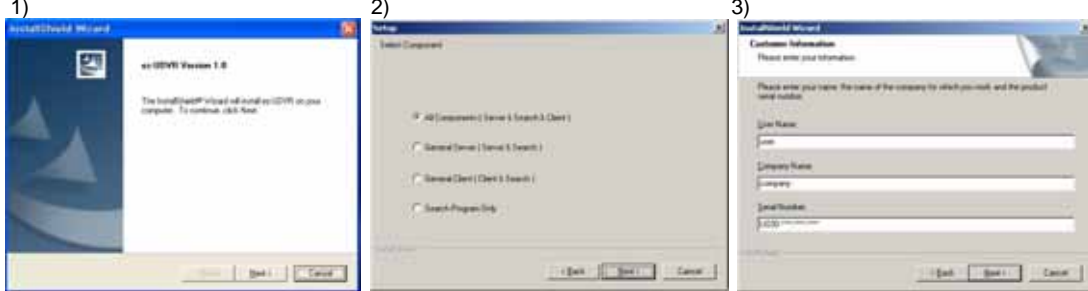 1)
2)
3)
InstallShield Wizard
ez-UDVR Version 1.0
The InstallShield® Wizard will install ez-UDVR on your
computer. To continue, click Next.
Next >
Cancel
Setup
Select Component
All Components ( Server & Search & Client )
General Server ( Server & Search )
General Client ( Client & Search )
Search Program Only
< Back
Next >
Cancel
InstallShield Wizard
Customer Information
Please enter your information.
Please enter your name, the name of the company for which you work and the product
serial number.
User Name:
user
Company Name:
company
Serial Number:
< Back
Next >
Cancel